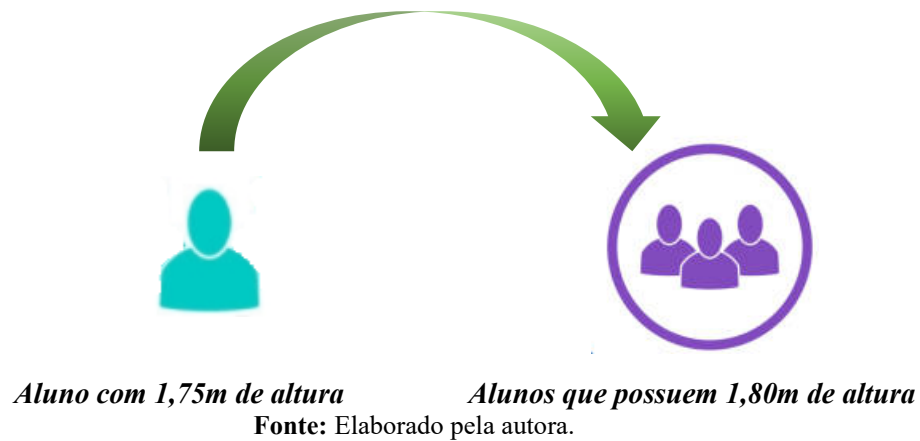 Aluno com 1,75m de altura Alunos que possuem 1,80m de altura
Fonte: Elaborado pela autora.